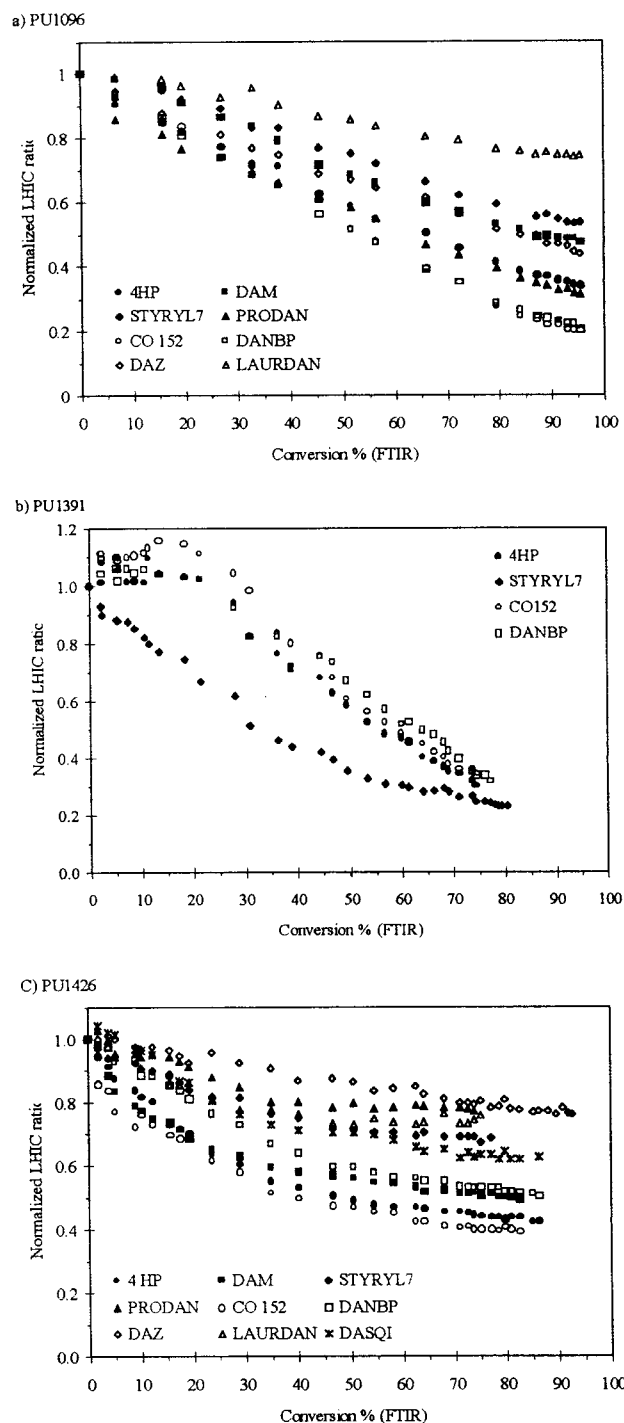 a) PU1096
Normalized LHIC ratio
1
0.8
0.6
0.4
0.2
0
4HP
DAM
STYRYL7
PRODAN
CO 152
DANBP
DAZ
LAURDAN
0 10 20 30 40 50 60 70 80 90 100
Conversion % (FTIR)
b) PU1391
Normalized LHIC ratio
1.2
1.0
0.8
0.6
0.4
0.2
0.0
4HP
STYRYL7
CO152
DANBP
0 10 20 30 40 50 60 70 80 90 100
Conversion % (FTIR)
C) PU1426
Normalized LHIC ratio
1.0
0.8
0.6
0.4
0.2
0.0
4 HP
DAM
STYRYL7
PRODAN
CO 152
DANBP
DAZ
LAURDAN
DASQI
0 10 20 30 40 50 60 70 80 90 100
Conversion % (FTIR)